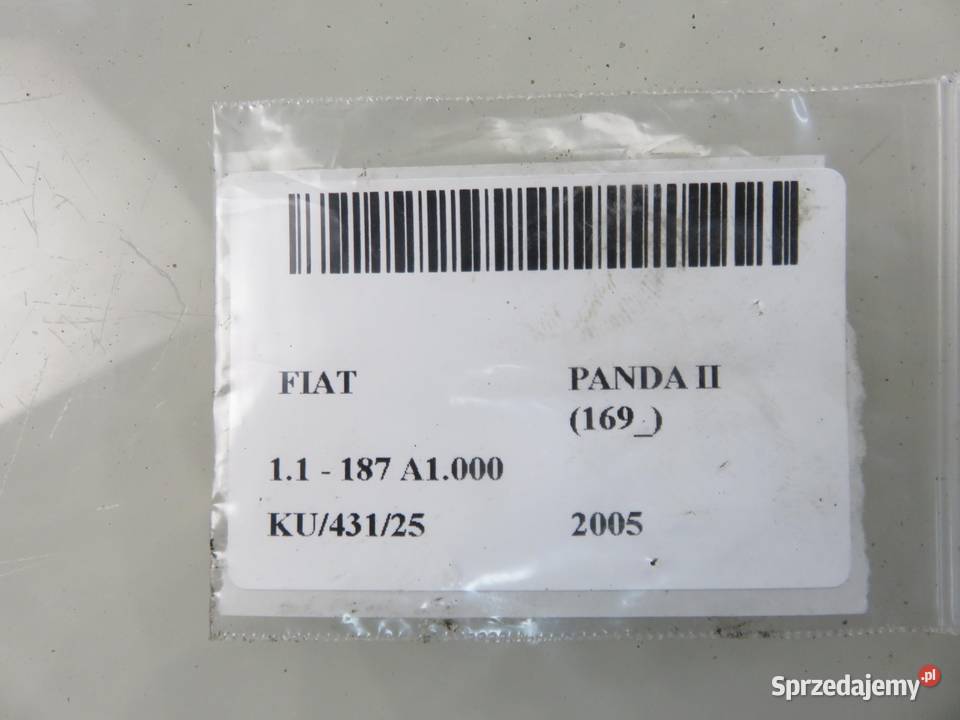 FIAT PANDA II
(169_)
1.1 - 187 A1.000
KU/431/25 2005
Sprzedajemy.pl